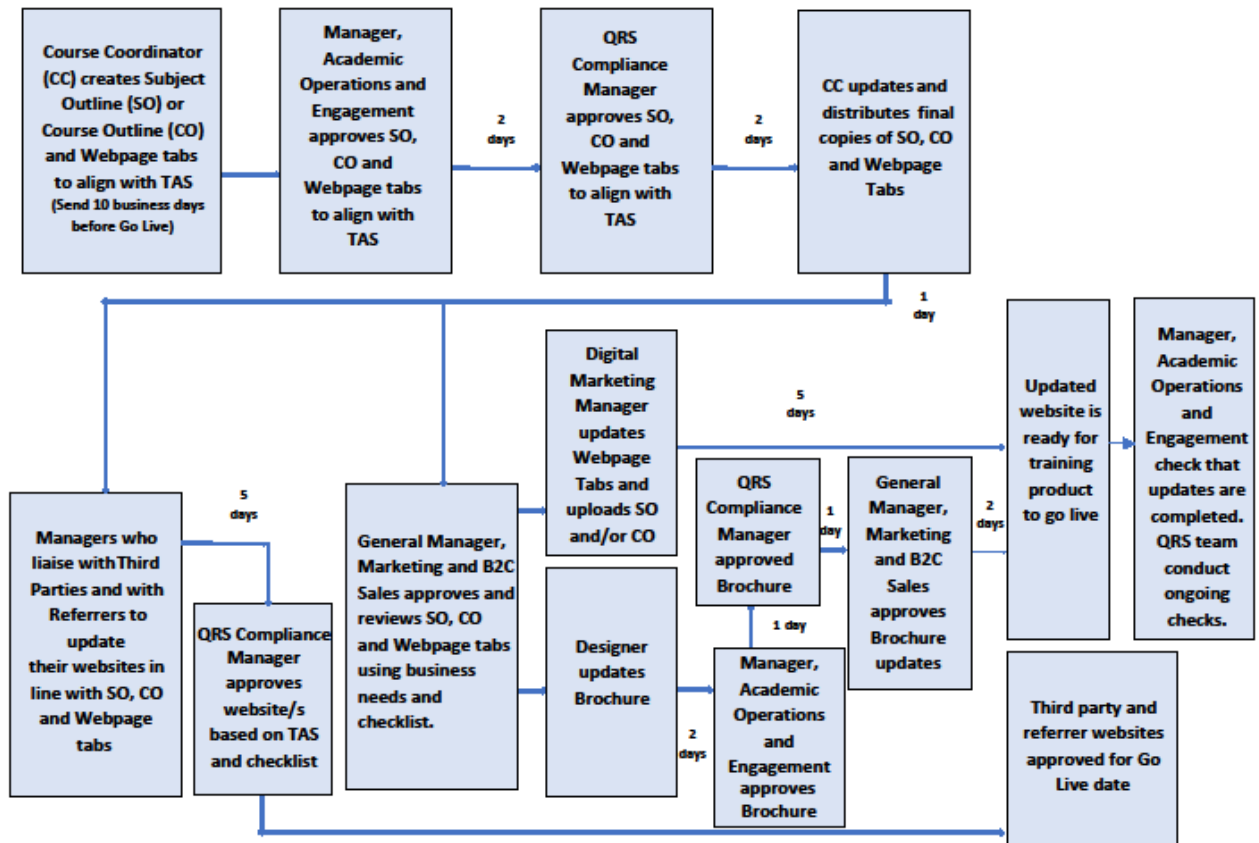 Course Coordinator
(CC) creates Subject
Outline (SO) or
Course Outline (CO)
and Webpage tabs
to align with TAS
(Send 10 business days
before Go Live)
Manager,
Academic
Operations and
Engagement
approves SO,
CO and
Webpage tabs
to align with
TAS
2
days
QRS
Compliance
Manager
approves SO,
CO and
Webpage tabs
to align with
TAS
2
days
CC updates and
distributes final
copies of SO, CO
and Webpage
Tabs
1
day
Managers who
liaise with Third
Parties and with
Referrers to
update
their websites in
line with SO, CO
and Webpage
tabs
5
days
QRS Compliance
Manager
approves
website/s
based on TAS
and checklist
General Manager,
Marketing and B2C
Sales approves and
reviews SO, CO
and Webpage tabs
using business
needs and
checklist.
Digital
Marketing
Manager
updates
Webpage
Tabs and
uploads SO
and/or CO
5
days
Designer
updates
Brochure
2
days
Manager,
Academic
Operations
and
Engagement
approves
Brochure
1 day
QRS
Compliance
Manager
approved
Brochure
1
day
General
Manager,
Marketing
and B2C
Sales
approves
Brochure
updates
2
days
Updated
website is
ready for
training
product
to go live
Manager,
Academic
Operations
and
Engagement
check that
updates are
completed.
QRS team
conduct
ongoing
checks.
Third party and
referrer websites
approved for Go
Live date